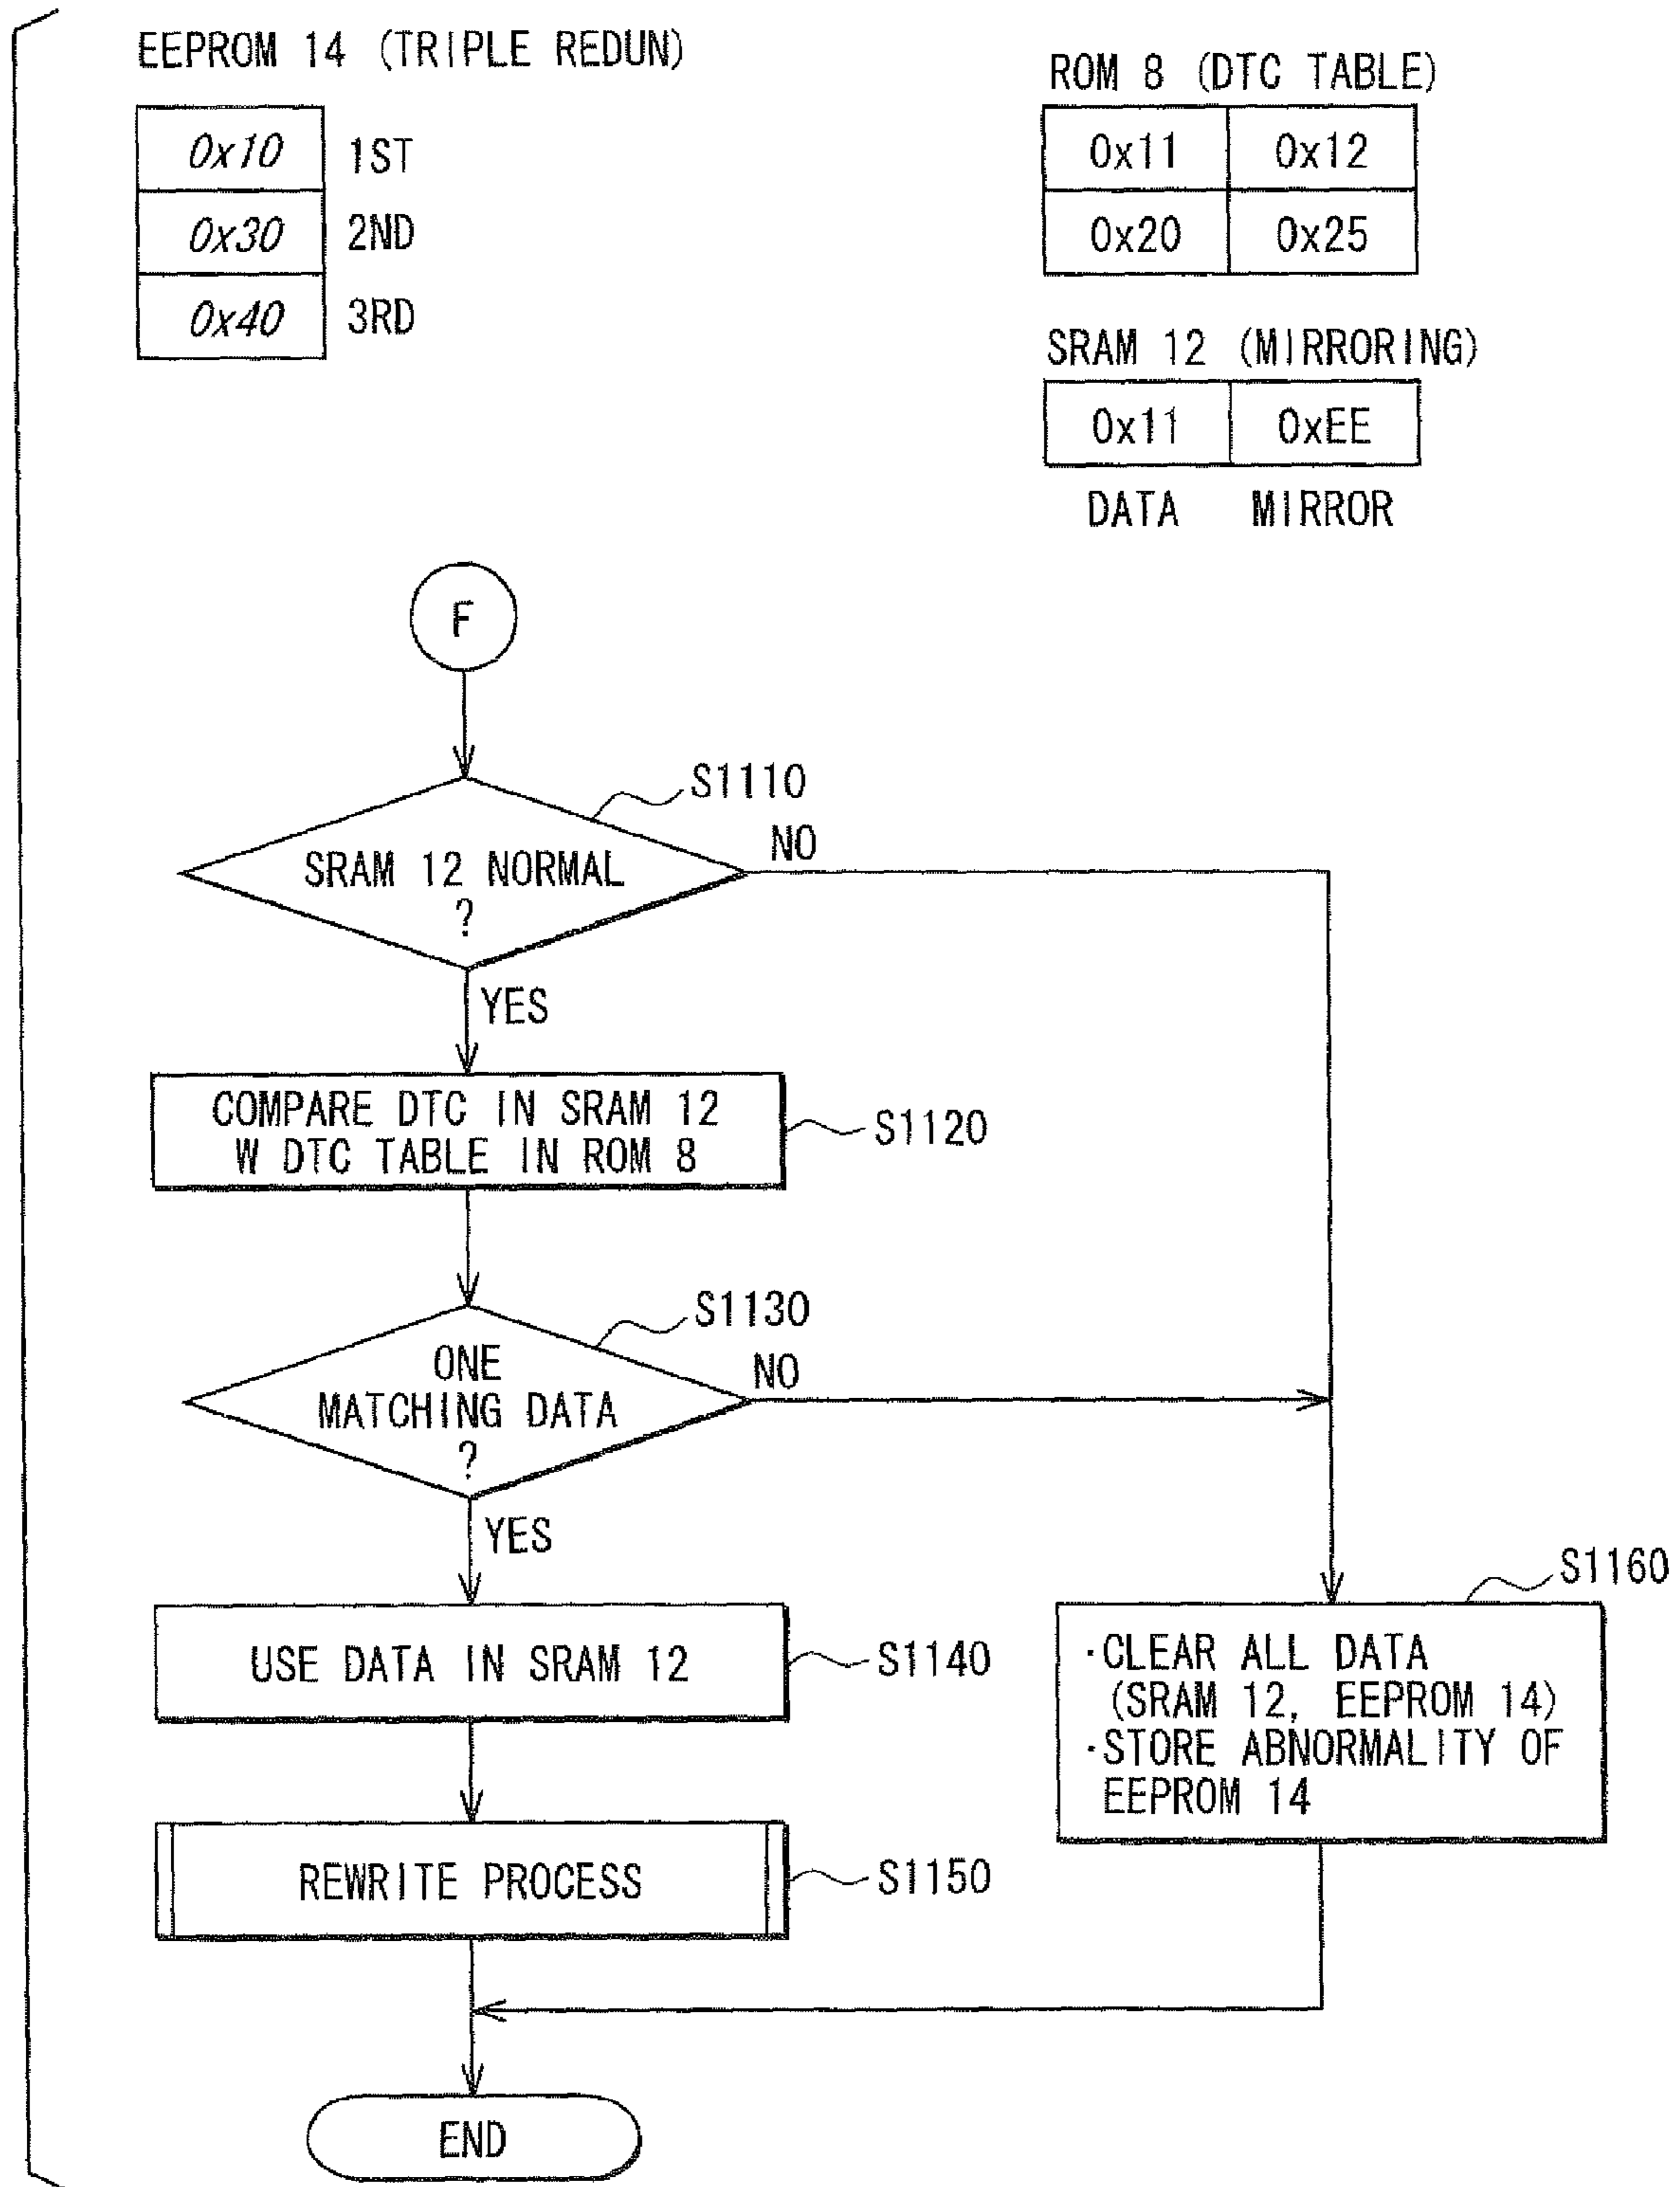 EEPROM 14 (TRIPLE REDUN)
0x10 1ST
0x30 2ND
0x40 3RD
ROM 8 (DTC TABLE)
0x11 0x12
0x20 0x25
SRAM 12 (MIRRORING)
0x11 0xEE
DATA MIRROR
F
S1110
SRAM 12 NORMAL
?
NO
YES
COMPARE DTC IN SRAM 12
W DTC TABLE IN ROM 8
S1120
S1130
ONE
MATCHING DATA
?
NO
YES
USE DATA IN SRAM 12
S1140
S1160
·CLEAR ALL DATA
(SRAM 12, EEPROM 14)
·STORE ABNORMALITY OF
EEPROM 14
REWRITE PROCESS
S1150
END